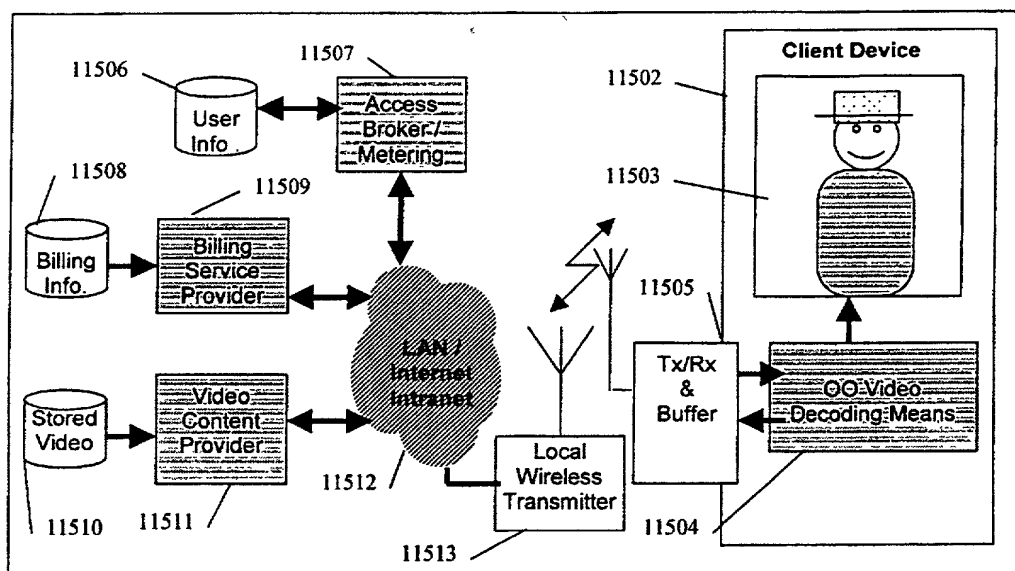 11507
Client Device
11506
11502
User
Info
Access
Broker /
Metering
11503
11508
11509
Billing
Info.
Billing
Service
Provider
11505
LAN /
Internet
Intranet
Tx/Rx
&
Buffer
OO Video
Decoding Means
Stored
Video
Video
Content
Provider
Local
Wireless
Transmitter
11512
11510
11511
11513
11504